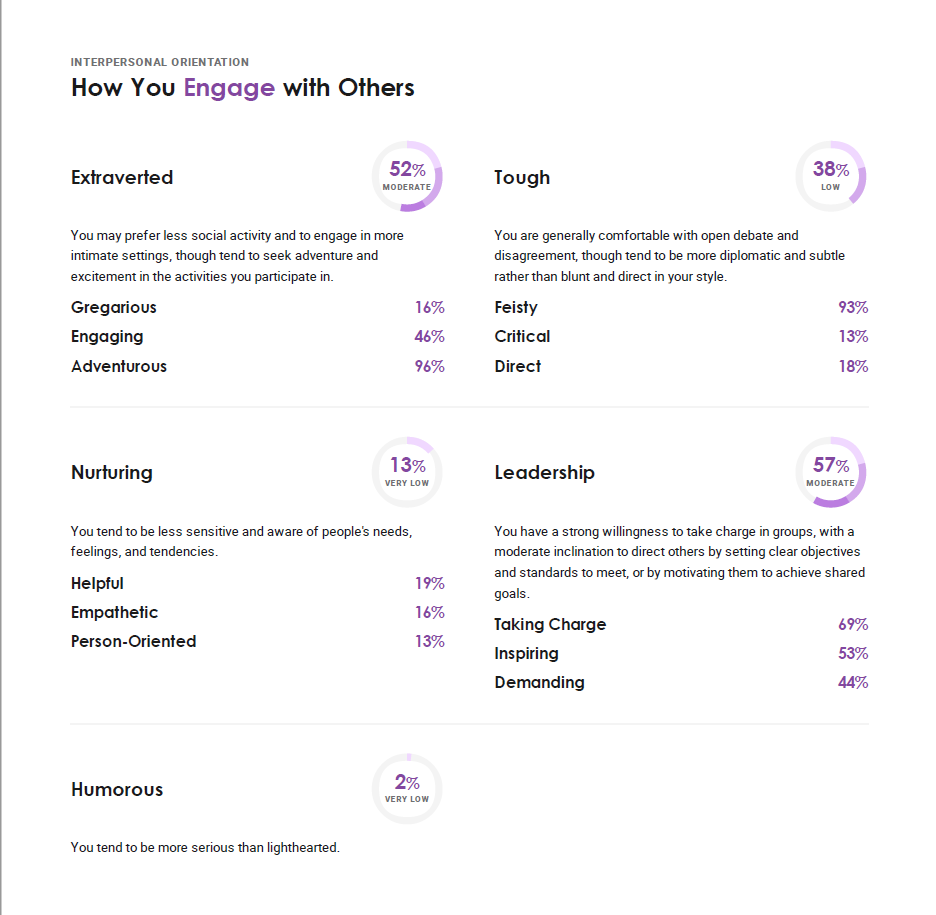 INTERPERSONAL ORIENTATION
How You Engage with Others
Extraverted
52%
MODERATE
You may prefer less social activity and to engage in more
intimate settings, though tend to seek adventure and
excitement in the activities you participate in.
Gregarious 16%
Engaging 46%
Adventurous 96%
Tough
38%
LOW
You are generally comfortable with open debate and
disagreement, though tend to be more diplomatic and subtle
rather than blunt and direct in your style.
Feisty 93%
Critical 13%
Direct 18%
Nurturing
13%
VERY LOW
You tend to be less sensitive and aware of people's needs,
feelings, and tendencies.
Helpful 19%
Empathetic 16%
Person-Oriented 13%
Leadership
57%
MODERATE
You have a strong willingness to take charge in groups, with a
moderate inclination to direct others by setting clear objectives
and standards to meet, or by motivating them to achieve shared
goals.
Taking Charge 69%
Inspiring 53%
Demanding 44%
Humorous
2%
VERY LOW
You tend to be more serious than lighthearted.